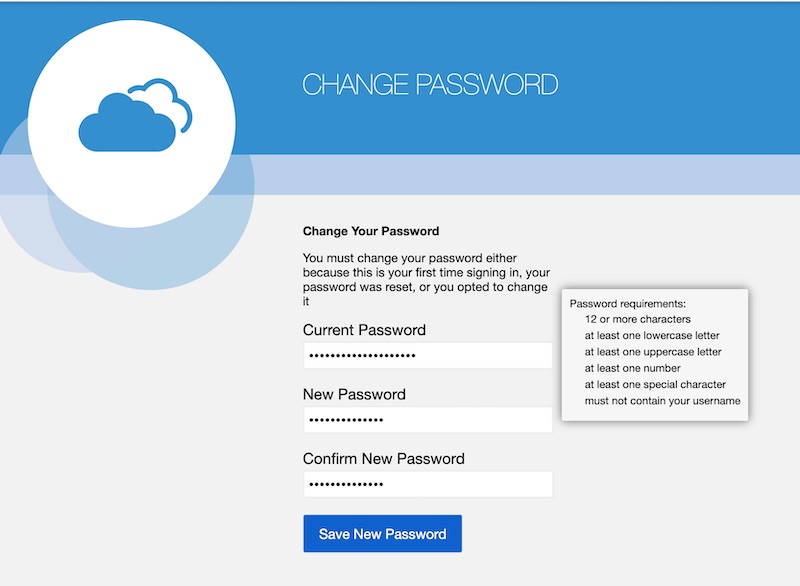 CHANGE PASSWORD
Change Your Password
You must change your password either
because this is your first time signing in, your
password was reset, or you opted to change
it
Current Password
••••••••••••••••••••
New Password
••••••••••••••
Confirm New Password
••••••••••••••
Save New Password
Password requirements:
12 or more characters
at least one lowercase letter
at least one uppercase letter
at least one number
at least one special character
must not contain your username